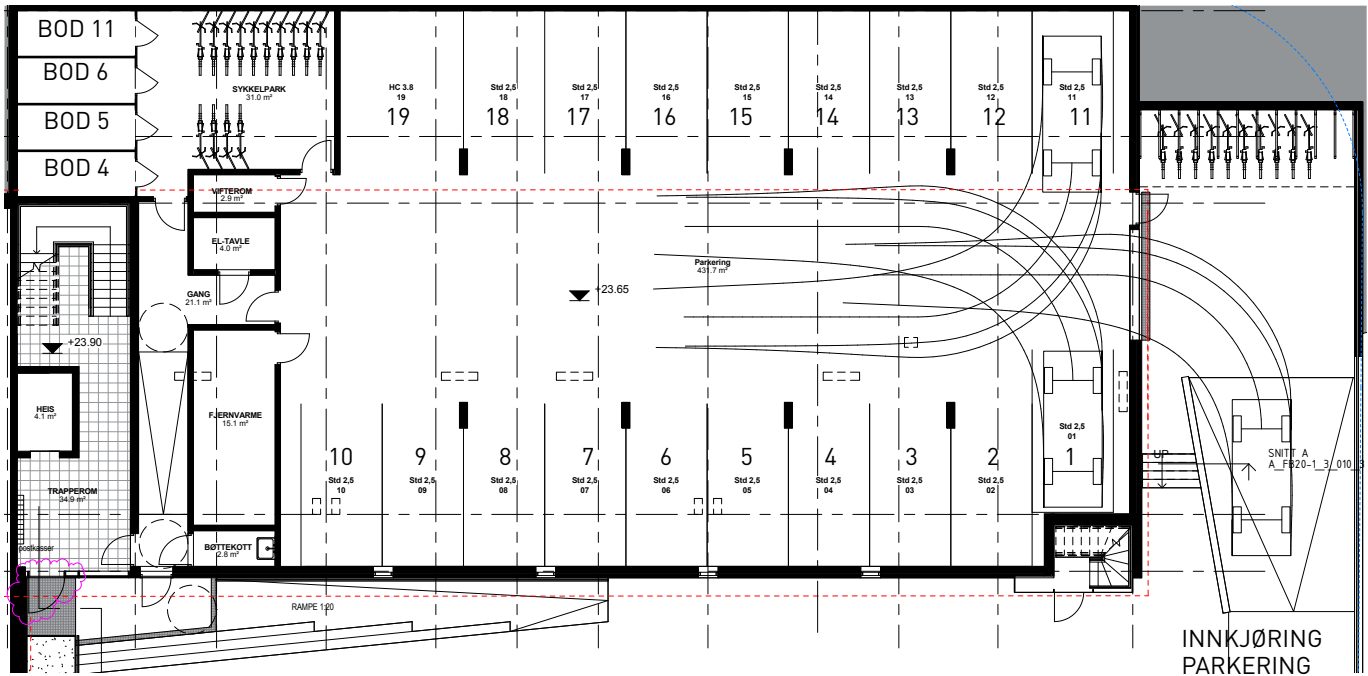 BOD 11
BOD 6
BOD 5
BOD 4
SYKKELPARK
31.0 m²
HC 3.8
19
19
Std 2,5
18
18
Std 2,5
17
17
Std 2,5
16
16
Std 2,5
15
15
Std 2,5
14
14
Std 2,5
13
13
Std 2,5
12
12
Std 2,5
11
11
VIFTEROM
2.9 m²
EL-TAVLE
4.0 m²
GANG
21.1 m²
Parkering
431.7 m²
+23.65
+23.90
HEIS
4.1 m²
FJERNVARME
15.1 m²
TRAPPEROM
34.9 m²
postkasser
BØTTEKOTT
2.8 m²
10
Std 2,5
10
9
Std 2,5
09
8
Std 2,5
08
7
Std 2,5
07
6
Std 2,5
06
5
Std 2,5
05
4
Std 2,5
04
3
Std 2,5
03
2
Std 2,5
02
Std 2,5
01
1
UP
SNITT A
A_FB20-1_3_010_3
RAMPE 1:20
INNKJØRING
PARKERING